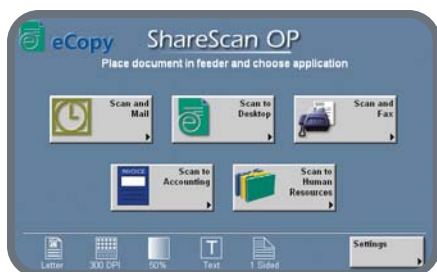 eCopy ShareScan OP
Place document in feeder and choose application
Scan and
Mail
Scan to
Desktop
Scan and
Fax
INVOICE
Scan to
Accounting
Scan to
Human
Resources
Letter 300 DPI 50% Text 1 Sided
Settings